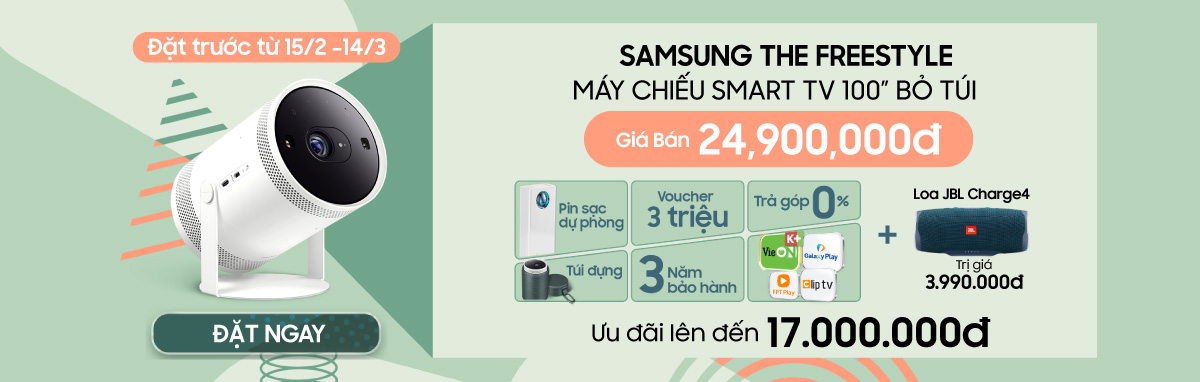 Đặt trước từ 15/2 -14/3
ĐẶT NGAY
SAMSUNG THE FREESTYLE
MÁY CHIẾU SMART TV 100” BỎ TÚI
Giá Bán 24,900,000đ
Pin sạc
dự phòng
Voucher
3 triệu
Trả góp 0%
Túi đựng
3 Năm
bảo hành
K+
VieON
Galaxy Play
FPT Play
Clip tv
+
Loa JBL Charge4
JBL
Trị giá
3.990.000đ
Ưu đãi lên đến 17.000.000đ